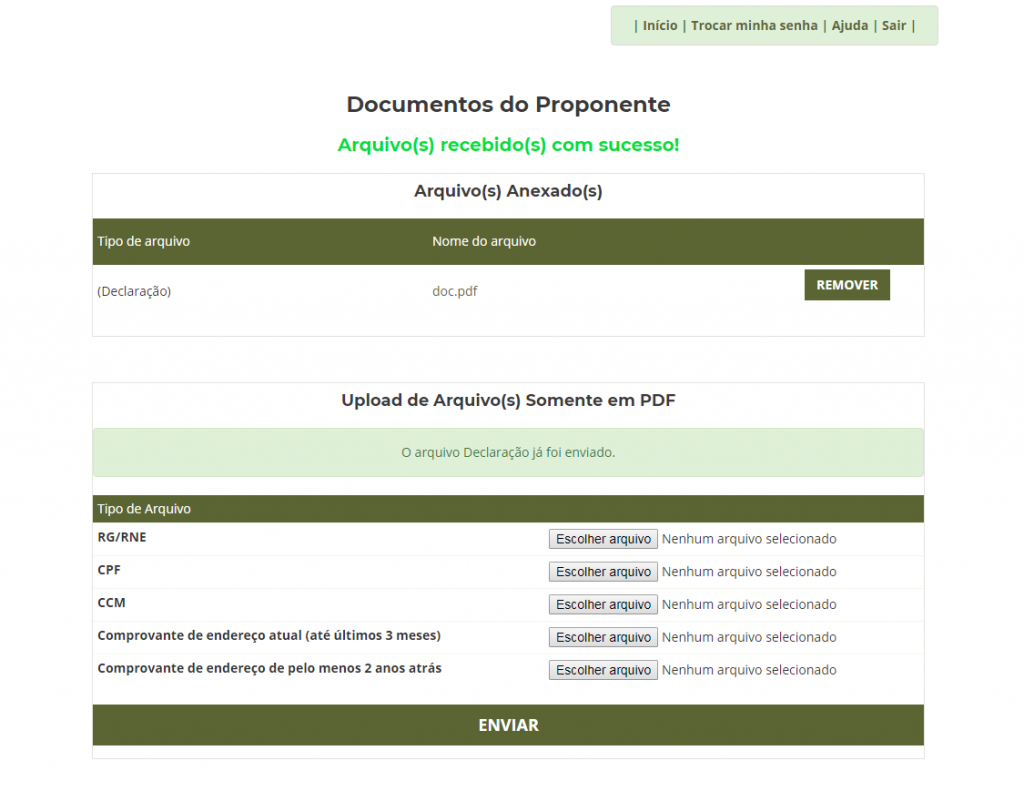 | Início | Trocar minha senha | Ajuda | Sair |
Documentos do Proponente
Arquivo(s) recebido(s) com sucesso!
Arquivo(s) Anexado(s)
Tipo de arquivo Nome do arquivo
(Declaração) doc.pdf REMOVER
Upload de Arquivo(s) Somente em PDF
O arquivo Declaração já foi enviado.
Tipo de Arquivo
RG/RNE Escolher arquivo Nenhum arquivo selecionado
CPF Escolher arquivo Nenhum arquivo selecionado
CCM Escolher arquivo Nenhum arquivo selecionado
Comprovante de endereço atual (até últimos 3 meses) Escolher arquivo Nenhum arquivo selecionado
Comprovante de endereço de pelo menos 2 anos atrás Escolher arquivo Nenhum arquivo selecionado
ENVIAR